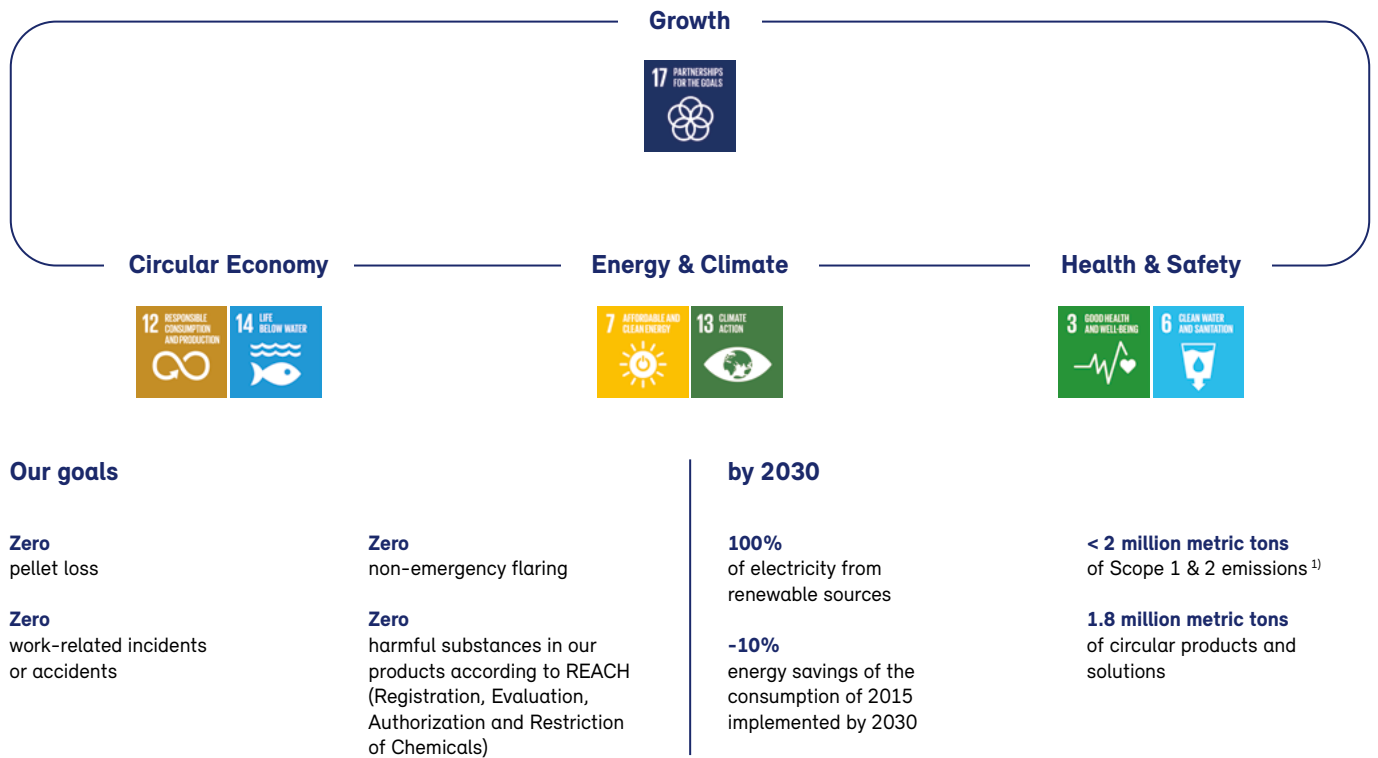 Growth
17 PARTNERSHIPS
FOR THE GOALS
Circular Economy
Energy & Climate
Health & Safety
12 RESPONSIBLE
CONSUMPTION
AND PRODUCTION
14 LIFE
BELOW WATER
7 AFFORDABLE AND
CLEAN ENERGY
13 CLIMATE
ACTION
3 GOOD HEALTH
AND WELL-BEING
6 CLEAN WATER
AND SANITATION
Our goals
Zero
pellet loss
Zero
work-related incidents
or accidents
Zero
non-emergency flaring
Zero
harmful substances in our
products according to REACH
(Registration, Evaluation,
Authorization and Restriction
of Chemicals)
by 2030
100%
of electricity from
renewable sources
-10%
energy savings of the
consumption of 2015
implemented by 2030
< 2 million metric tons
of Scope 1 & 2 emissions 1)
1.8 million metric tons
of circular products and
solutions